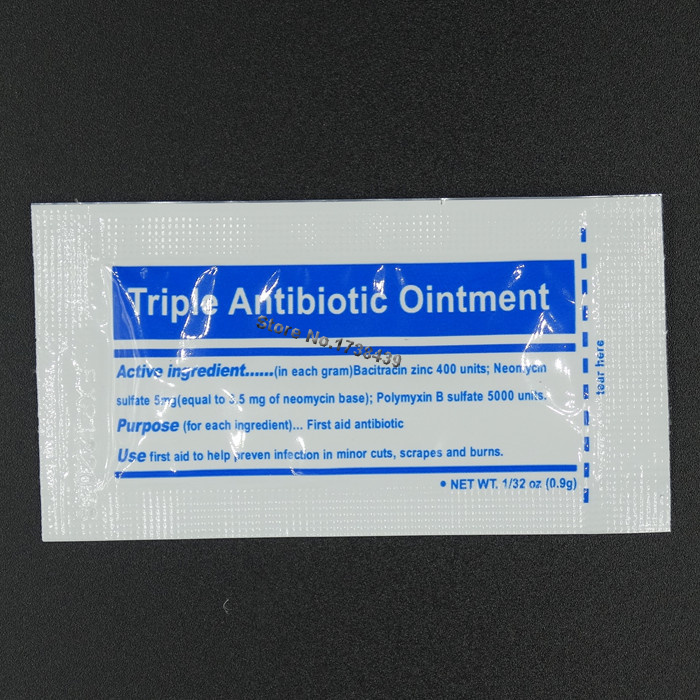 Triple Antibiotic Ointment
Store No.1736439
Active ingredient......(in each gram)Bacitracin zinc 400 units; Neomycin
sulfate 5mg(equal to 3.5 mg of neomycin base); Polymyxin B sulfate 5000 units.
Purpose (for each ingredient)... First aid antibiotic
Use first aid to help preven infection in minor cuts, scrapes and burns.
• NET WT. 1/32 oz (0.9g)
tear here